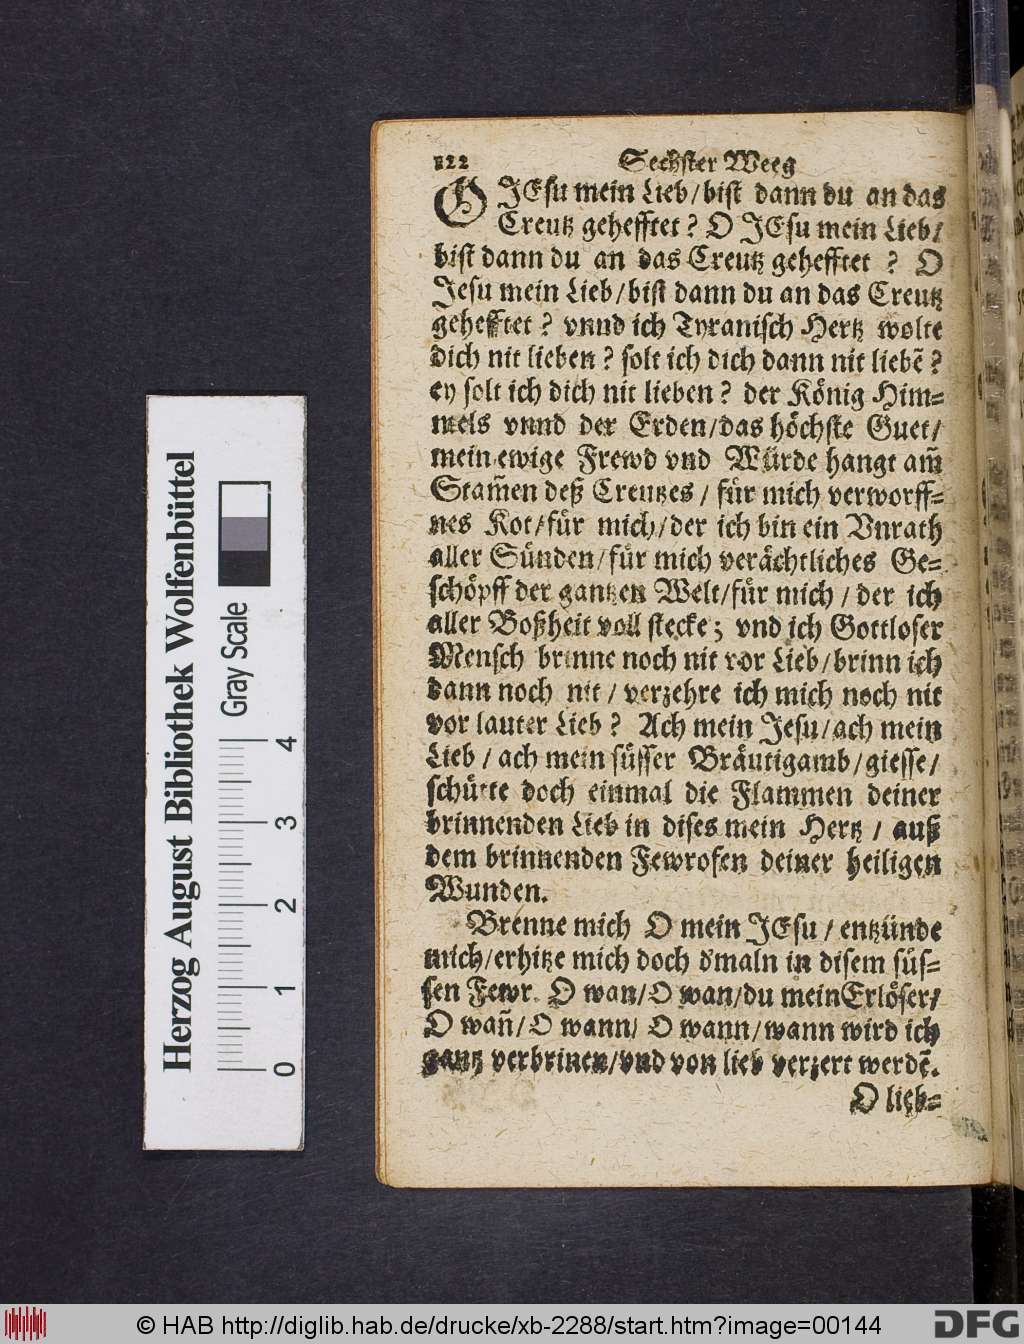 122 Sechster Weeg
O JEsu mein Lieb/bist dann du an das
Creutz gehefftet? O JEsu mein Lieb/
bist dann du an das Creutz gehefftet ? O
Jesu mein Lieb/bist dann du an das Creutz
gehefftet? vnnd ich Tyranisch Hertz wolte
dich nit lieben? solt ich dich dann nit liebẽ?
ey solt ich dich nit lieben? der König Him⸗
mels vnnd der Erden/das höchste Guet/
mein ewige Frewd vnd Würde hangt am̃
Stam̃en deß Creutzes / für mich verworff⸗
nes Kot/für mich/der ich bin ein Vnrath
aller Sünden/für mich verächtliches Ge⸗
schöpff der gantzen Welt/für mich / der ich
aller Boßheit voll stecke; vnd ich Gottloser
Mensch brinne noch nit vor Lieb/brinn ich
dann noch nit / verzehre ich mich noch nit
vor lauter Lieb? Ach mein Jesu/ach mein
Lieb / ach mein süsser Bräutigamb/giesse/
schütte doch einmal die Flammen deiner
brinnenden Lieb in dises mein Hertz / auß
dem brinnenden Fewrofen deiner heiligen
Wunden.
Brenne mich O mein JEsu / entzünde
mich/erhitze mich doch d'maln in disem süs⸗
sen Fewr. O wan/O wan/du mein Erlöser/
O wañ/O wann/ O wann/wann wird ich
gantz verbrinen/vnd von lieb verzert werdẽ.
O lieb⸗
Herzog August Bibliothek Wolfenbüttel
Gray Scale
0 1 2 3 4
© HAB http://diglib.hab.de/drucke/xb-2288/start.htm?image=00144
DFG